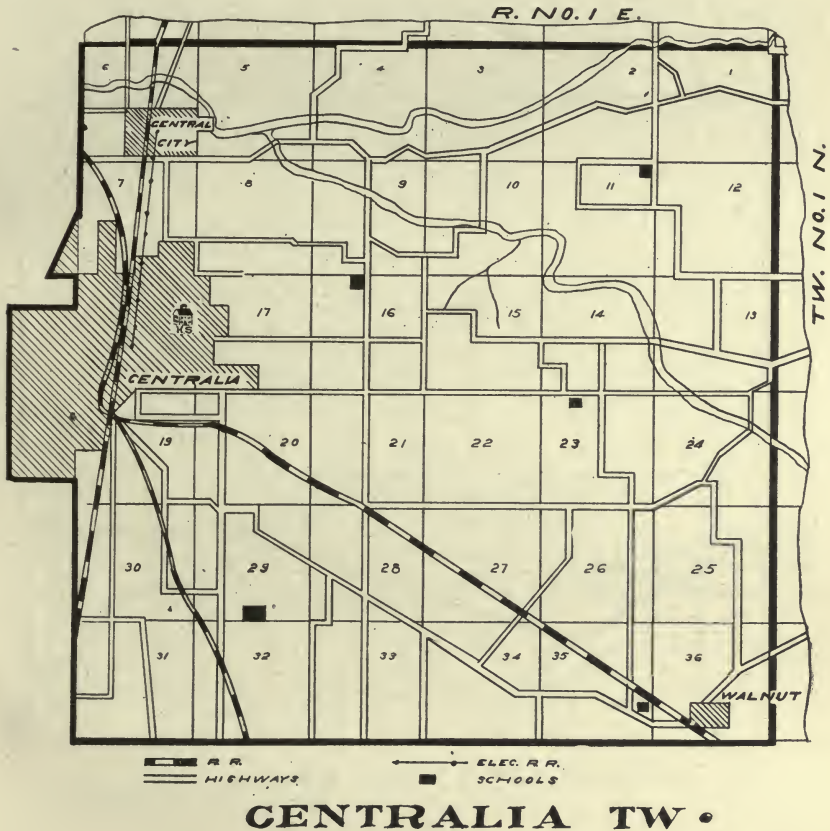 R. NO. 1 E.
6 5 4 3 2 1
CENTRAL
CITY
TW. NO. 1 N.
7 8 9 10 11 12
17 16 15 14 13
KS
CENTRALIA
19 20 21 22 23 24
30 29 28 27 26 25
31 32 33 34 35 36
WALNUT
R R. ELEC. R R.
HIGHWAYS SCHOOLS
CENTRALIA TW.